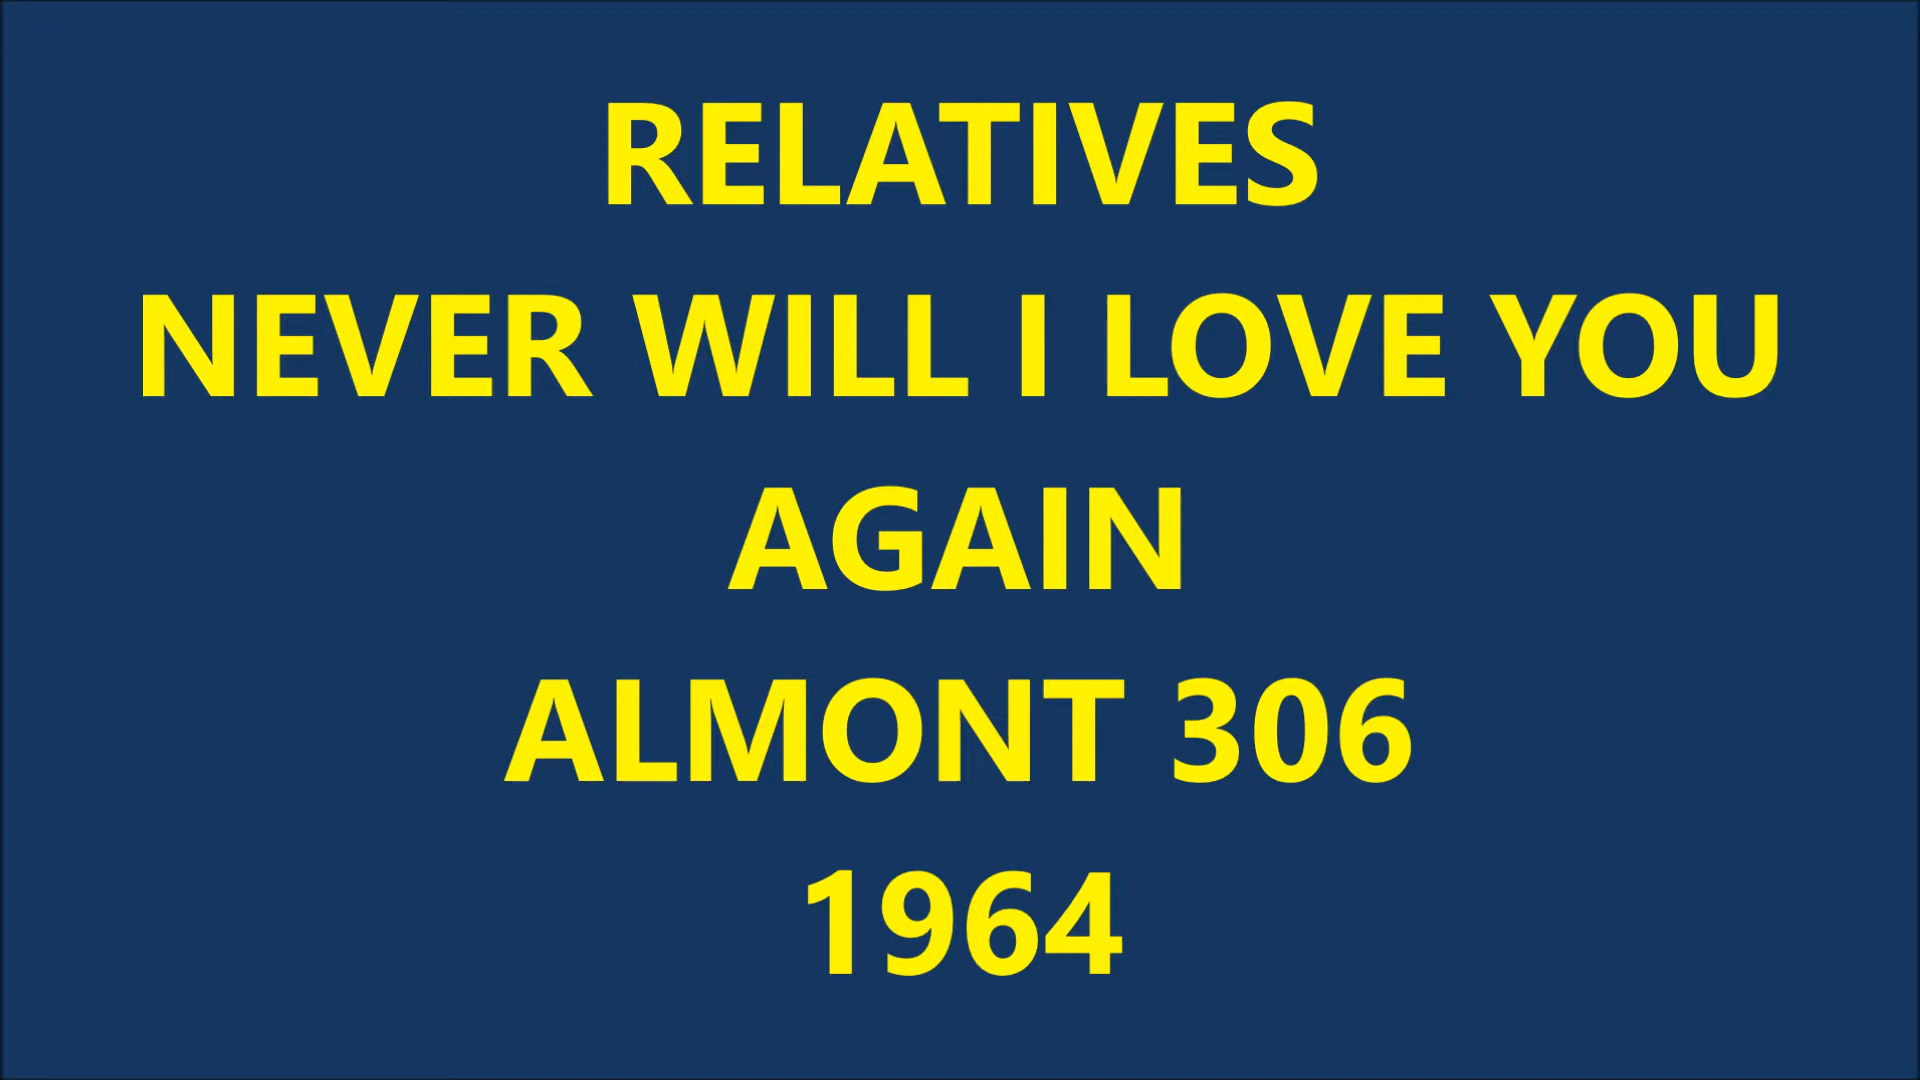 RELATIVES
NEVER WILL I LOVE YOU
AGAIN
ALMONT 306
1964